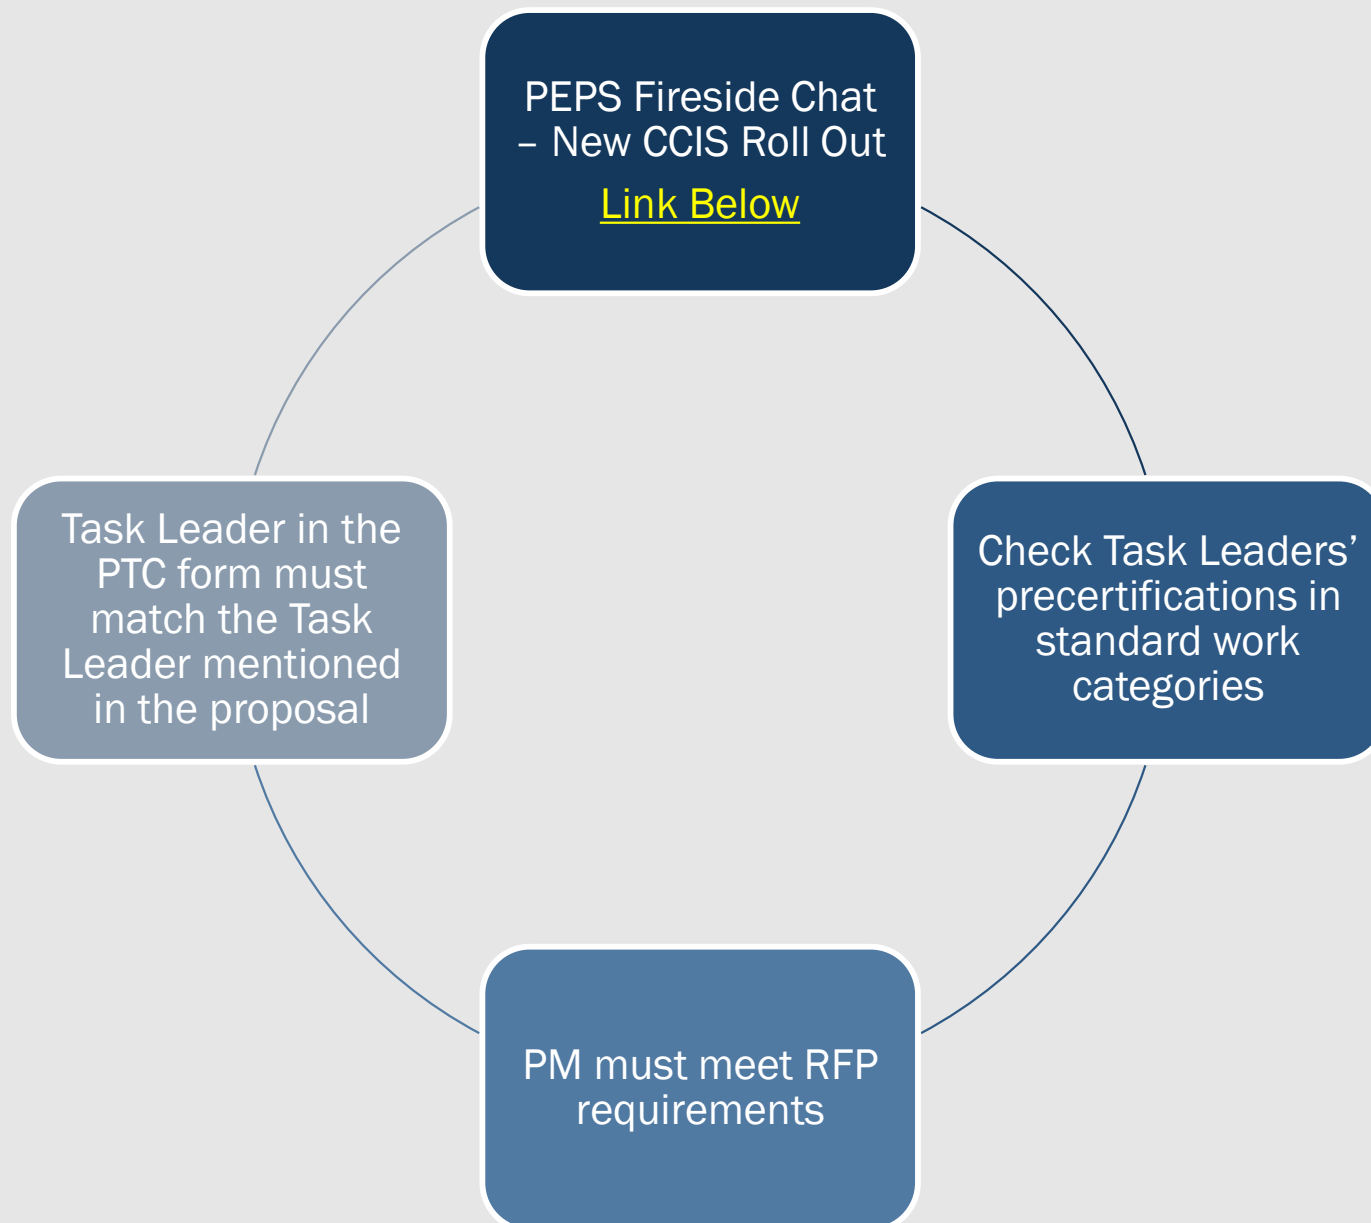 PEPS Fireside Chat
– New CCIS Roll Out
Link Below
Check Task Leaders’
precertifications in
standard work
categories
PM must meet RFP
requirements
Task Leader in the
PTC form must
match the Task
Leader mentioned
in the proposal